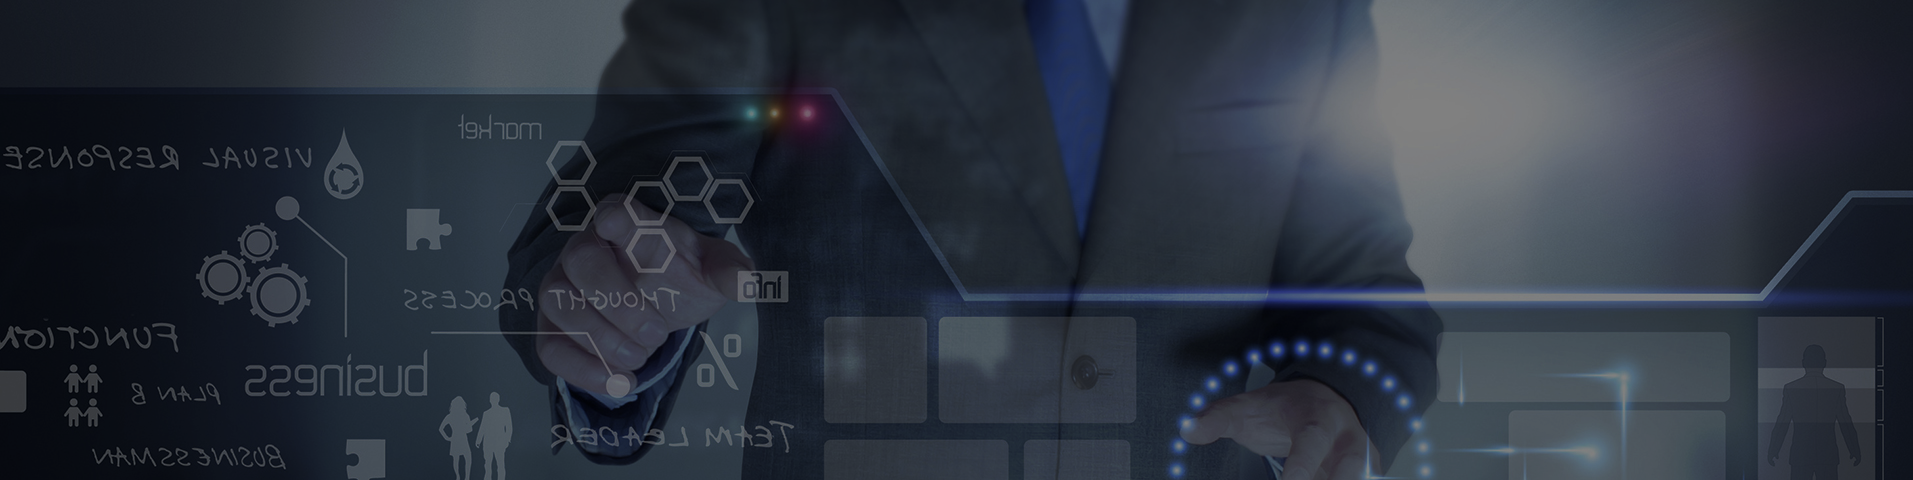 market
VISUAL RESPONSE
info
THOUGHT PROCESS
FUNCTION
%
business
PLAN B
TEAM LEADER
BUSINESSMAN